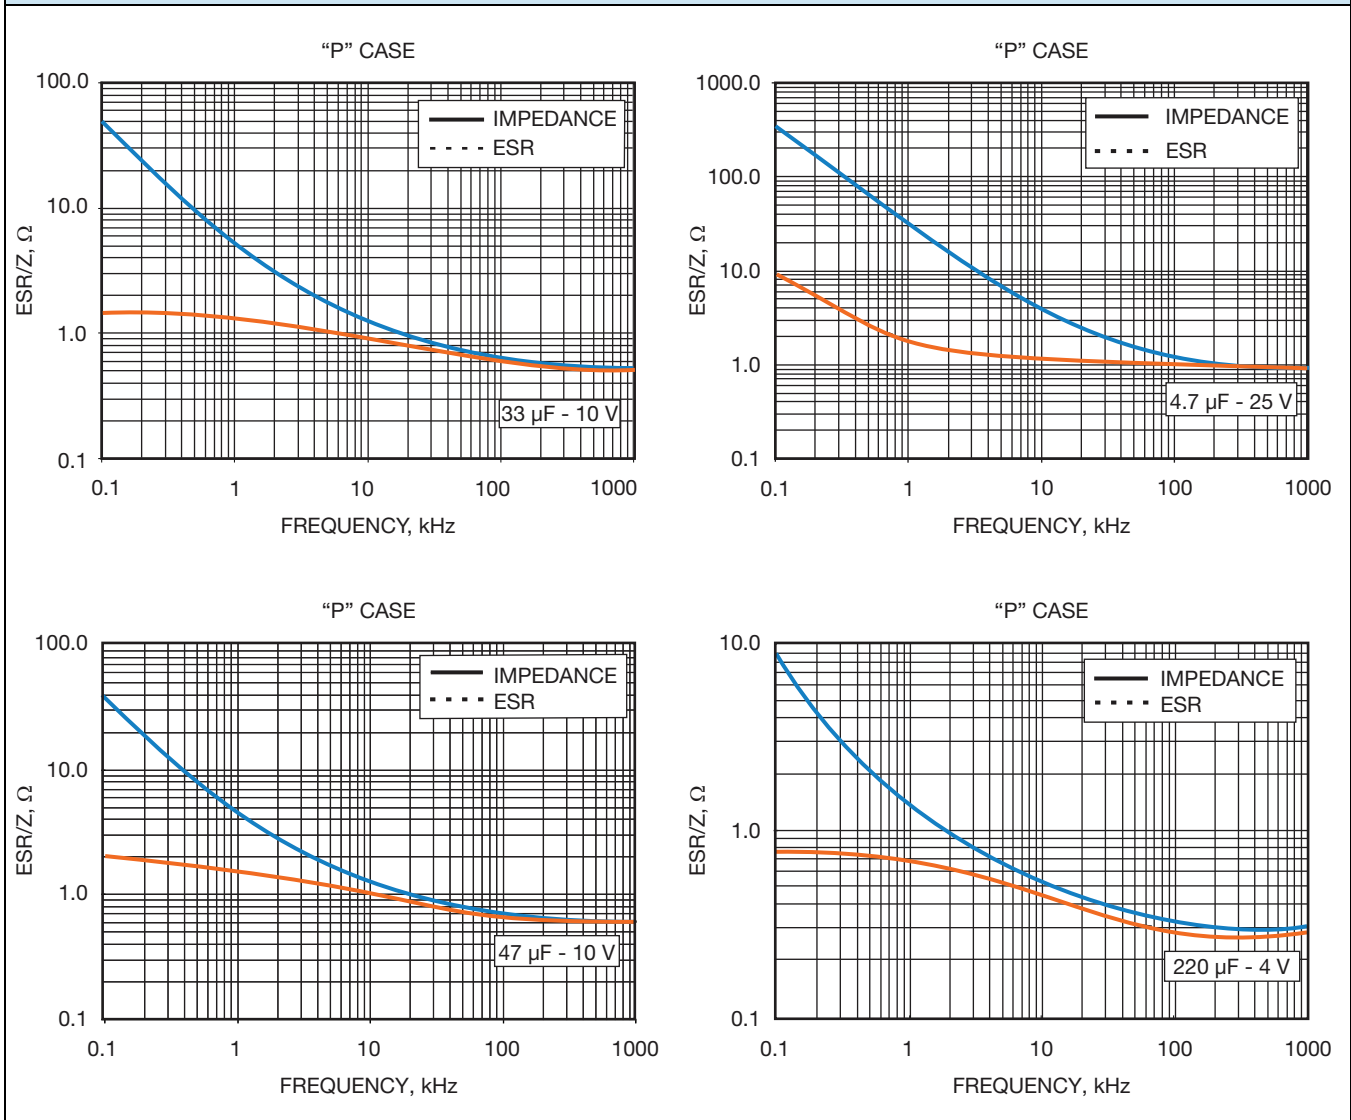 “P” CASE
100.0
10.0
1.0
0.1
ESR/Z, Ω
IMPEDANCE
ESR
33 µF - 10 V
0.1 1 10 100 1000
FREQUENCY, kHz
“P” CASE
1000.0
100.0
10.0
1.0
0.1
ESR/Z, Ω
IMPEDANCE
ESR
4.7 µF - 25 V
0.1 1 10 100 1000
FREQUENCY, kHz
“P” CASE
100.0
10.0
1.0
0.1
ESR/Z, Ω
IMPEDANCE
ESR
47 µF - 10 V
0.1 1 10 100 1000
FREQUENCY, kHz
“P” CASE
10.0
1.0
0.1
ESR/Z, Ω
IMPEDANCE
ESR
220 µF - 4 V
0.1 1 10 100 1000
FREQUENCY, kHz